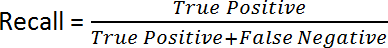 Recall = True Positive / True Positive+False Negative